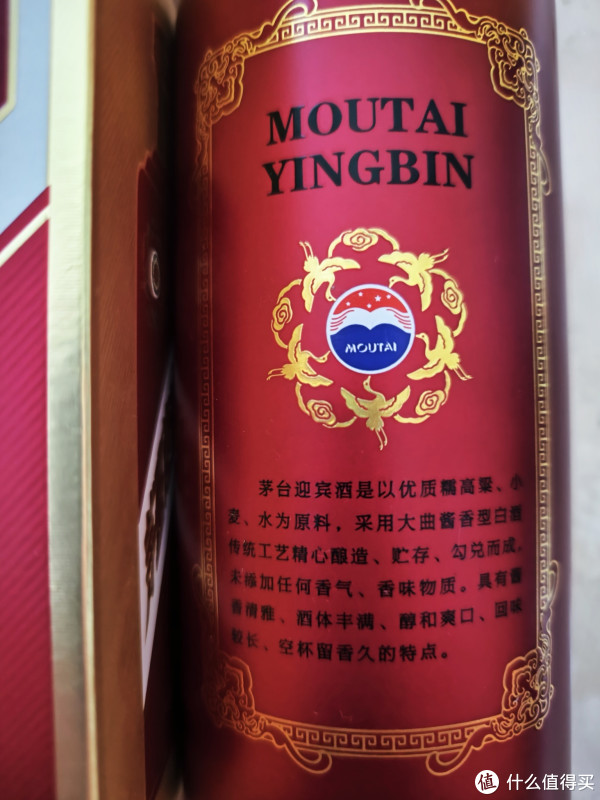 MOUTAI
YINGBIN
MOUTAI
茅台迎宾酒是以优质糯高粱、小
麦、水为原料，采用大曲酱香型白酒
传统工艺精心酿造、贮存、勾兑而成。
未添加任何香气、香味物质。具有酱
香清雅、酒体丰满、醇和爽口、回味
较长、空杯留香久的特点。
值 什么值得买